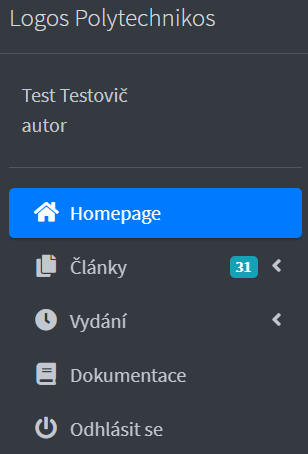 Logos Polytechnikos
Test Testovič
autor
Homepage
Články 31
Vydání
Dokumentace
Odhlásit se